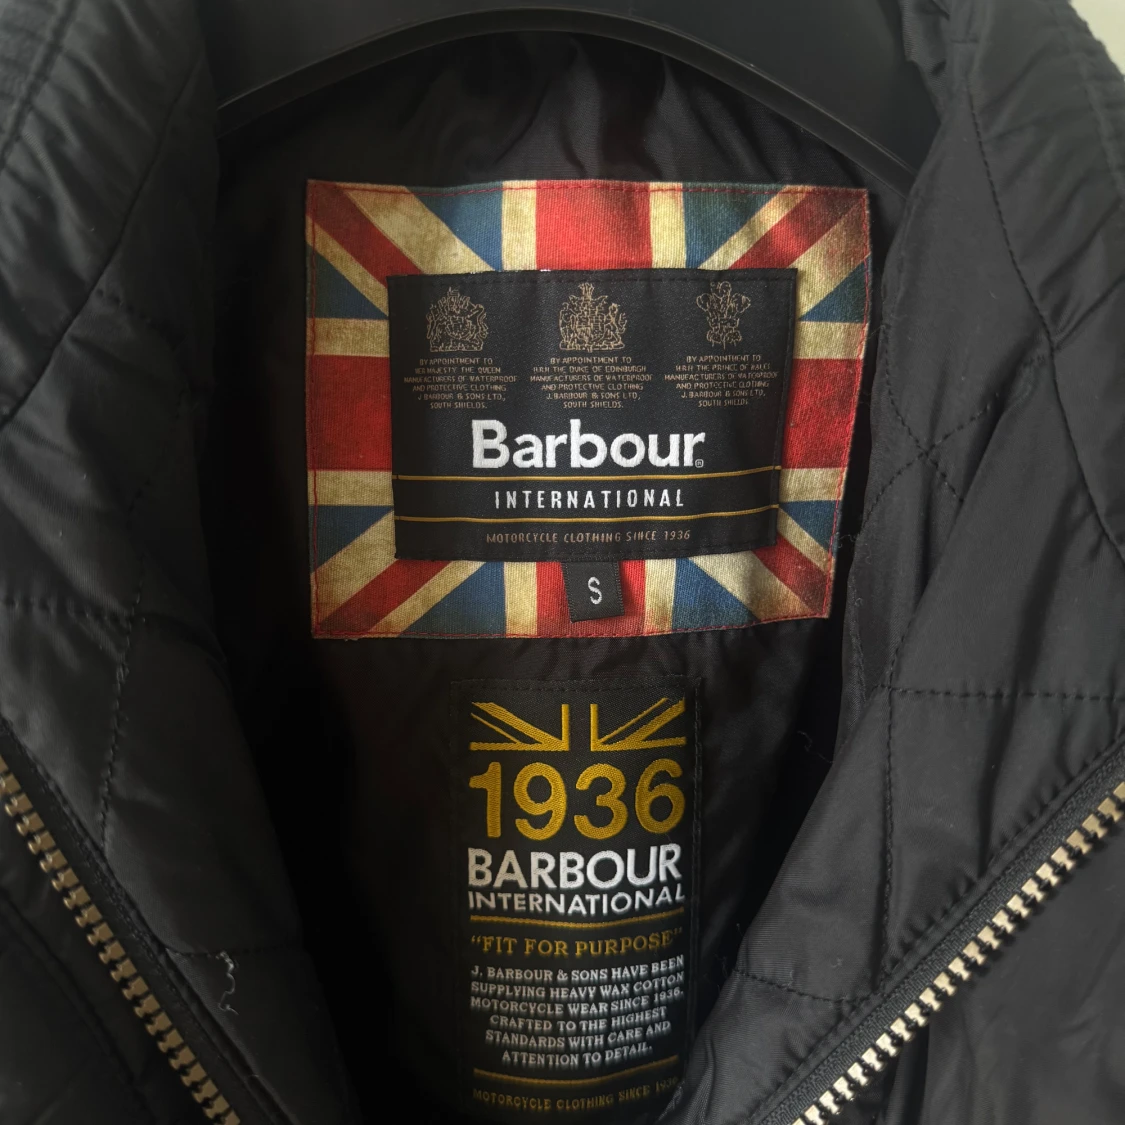 BY APPOINTMENT TO
HER MAJESTY THE QUEEN
MANUFACTURERS OF WATERPROOF
AND PROTECTIVE CLOTHING
J. BARBOUR & SONS LTD,
SOUTH SHIELDS.
BY APPOINTMENT TO
H.R.H. THE DUKE OF EDINBURGH
MANUFACTURERS OF WATERPROOF
AND PROTECTIVE CLOTHING
J. BARBOUR & SONS LTD,
SOUTH SHIELDS.
BY APPOINTMENT TO
H.R.H. THE PRINCE OF WALES
MANUFACTURERS OF WATERPROOF
AND PROTECTIVE CLOTHING
J. BARBOUR & SONS LTD,
SOUTH SHIELDS
Barbour®
INTERNATIONAL
MOTORCYCLE CLOTHING SINCE 1936
S
1936
BARBOUR
INTERNATIONAL
"FIT FOR PURPOSE"
J. BARBOUR & SONS HAVE BEEN
SUPPLYING HEAVY WAX COTTON
MOTORCYCLE WEAR SINCE 1936.
CRAFTED TO THE HIGHEST
STANDARDS WITH CARE AND
ATTENTION TO DETAIL.
MOTORCYCLE CLOTHING SINCE 1936